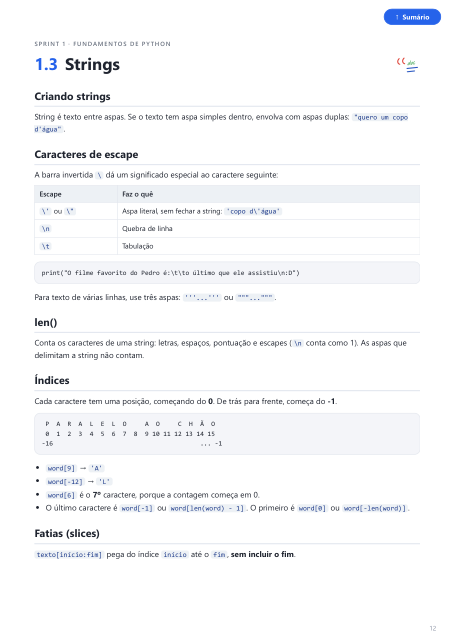 ↑ Sumário
SPRINT 1 · FUNDAMENTOS DE PYTHON
1.3 Strings
Criando strings
String é texto entre aspas. Se o texto tem aspa simples dentro, envolva com aspas duplas: "quero um copo
d'água".
Caracteres de escape
A barra invertida \ dá um significado especial ao caractere seguinte:
Escape Faz o quê
\' ou \" Aspa literal, sem fechar a string: 'copo d\'água'
\n Quebra de linha
\t Tabulação
print("O filme favorito do Pedro é:\t\to último que ele assistiu\n:D")
Para texto de várias linhas, use três aspas: '''...''' ou """...""".
len()
Conta os caracteres de uma string: letras, espaços, pontuação e escapes (\n conta como 1). As aspas que
delimitam a string não contam.
Índices
Cada caractere tem uma posição, começando do 0. De trás para frente, começa do -1.
P A R A L E L O A O C H Ã O
0 1 2 3 4 5 6 7 8 9 10 11 12 13 14 15
-16 ... -1
• word[9] → 'A'
• word[-12] → 'L'
• word[6] é o 7º caractere, porque a contagem começa em 0.
• O último caractere é word[-1] ou word[len(word) - 1]. O primeiro é word[0] ou word[-len(word)].
Fatias (slices)
texto[inicio:fim] pega do índice inicio até o fim, sem incluir o fim.
12